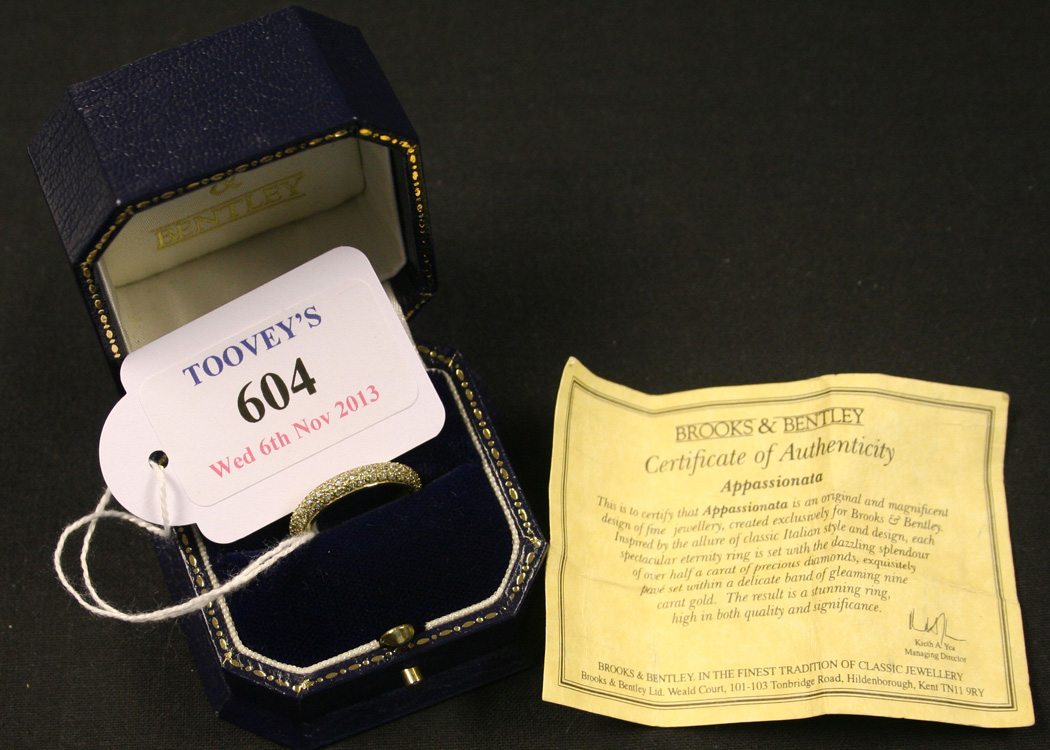 &
BENTLEY
TOOVEY'S
604
Wed 6th Nov 2013
BROOKS & BENTLEY
Certificate of Authenticity
Appassionata
This is to certify that Appassionata is an original and magnificent
design of fine jewellery, created exclusively for Brooks & Bentley.
Inspired by the allure of classic Italian style and design, each
spectacular eternity ring is set with the dazzling splendour
of over half a carat of precious diamonds, exquisitely
pavé set within a delicate band of gleaming nine
carat gold. The result is a stunning ring,
high in both quality and significance.
Keith A.
Managing Director
BROOKS & BENTLEY. IN THE FINEST TRADITION OF CLASSIC JEWELLERY
Brooks & Bentley Ltd. Weald Court, 101-103 Tonbridge Road, Hildenborough, Kent TN11 9RY